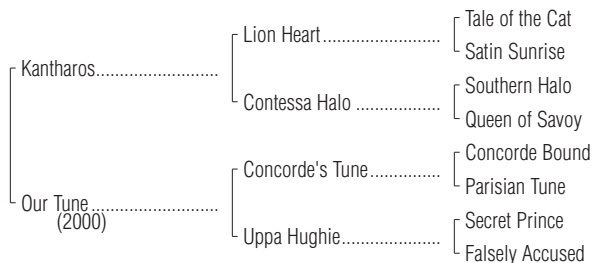 Tale of the Cat
Lion Heart........................
Satin Sunrise
Kantharos.........................
Southern Halo
Contessa Halo .................
Queen of Savoy
Concorde Bound
Concorde's Tune..............
Parisian Tune
Our Tune..........................
(2000)
Secret Prince
Uppa Hughie....................
Falsely Accused